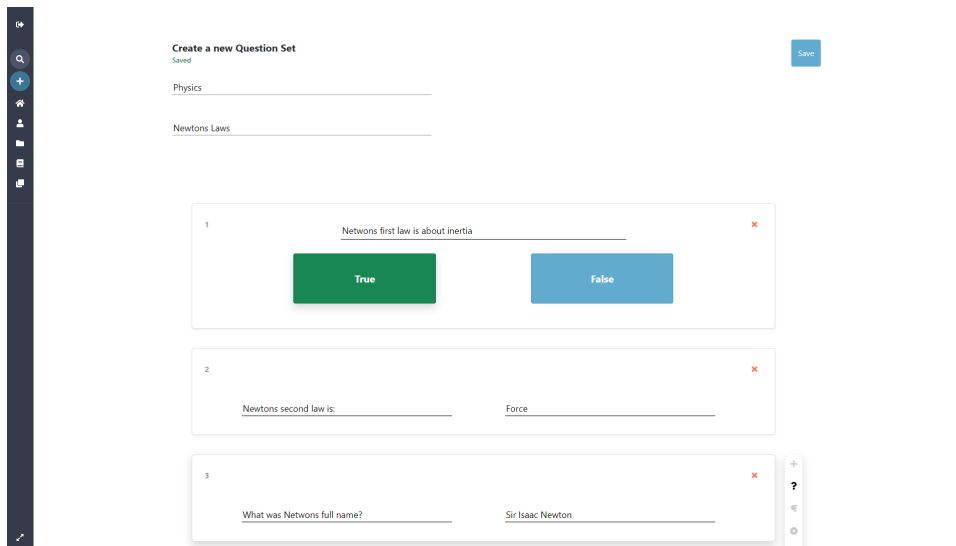 Create a new Question Set
Saved
Save
Physics
Newtons Laws
1
Netwons first law is about inertia
True
False
2
Newtons second law is:
Force
3
What was Netwons full name?
Sir Isaac Newton